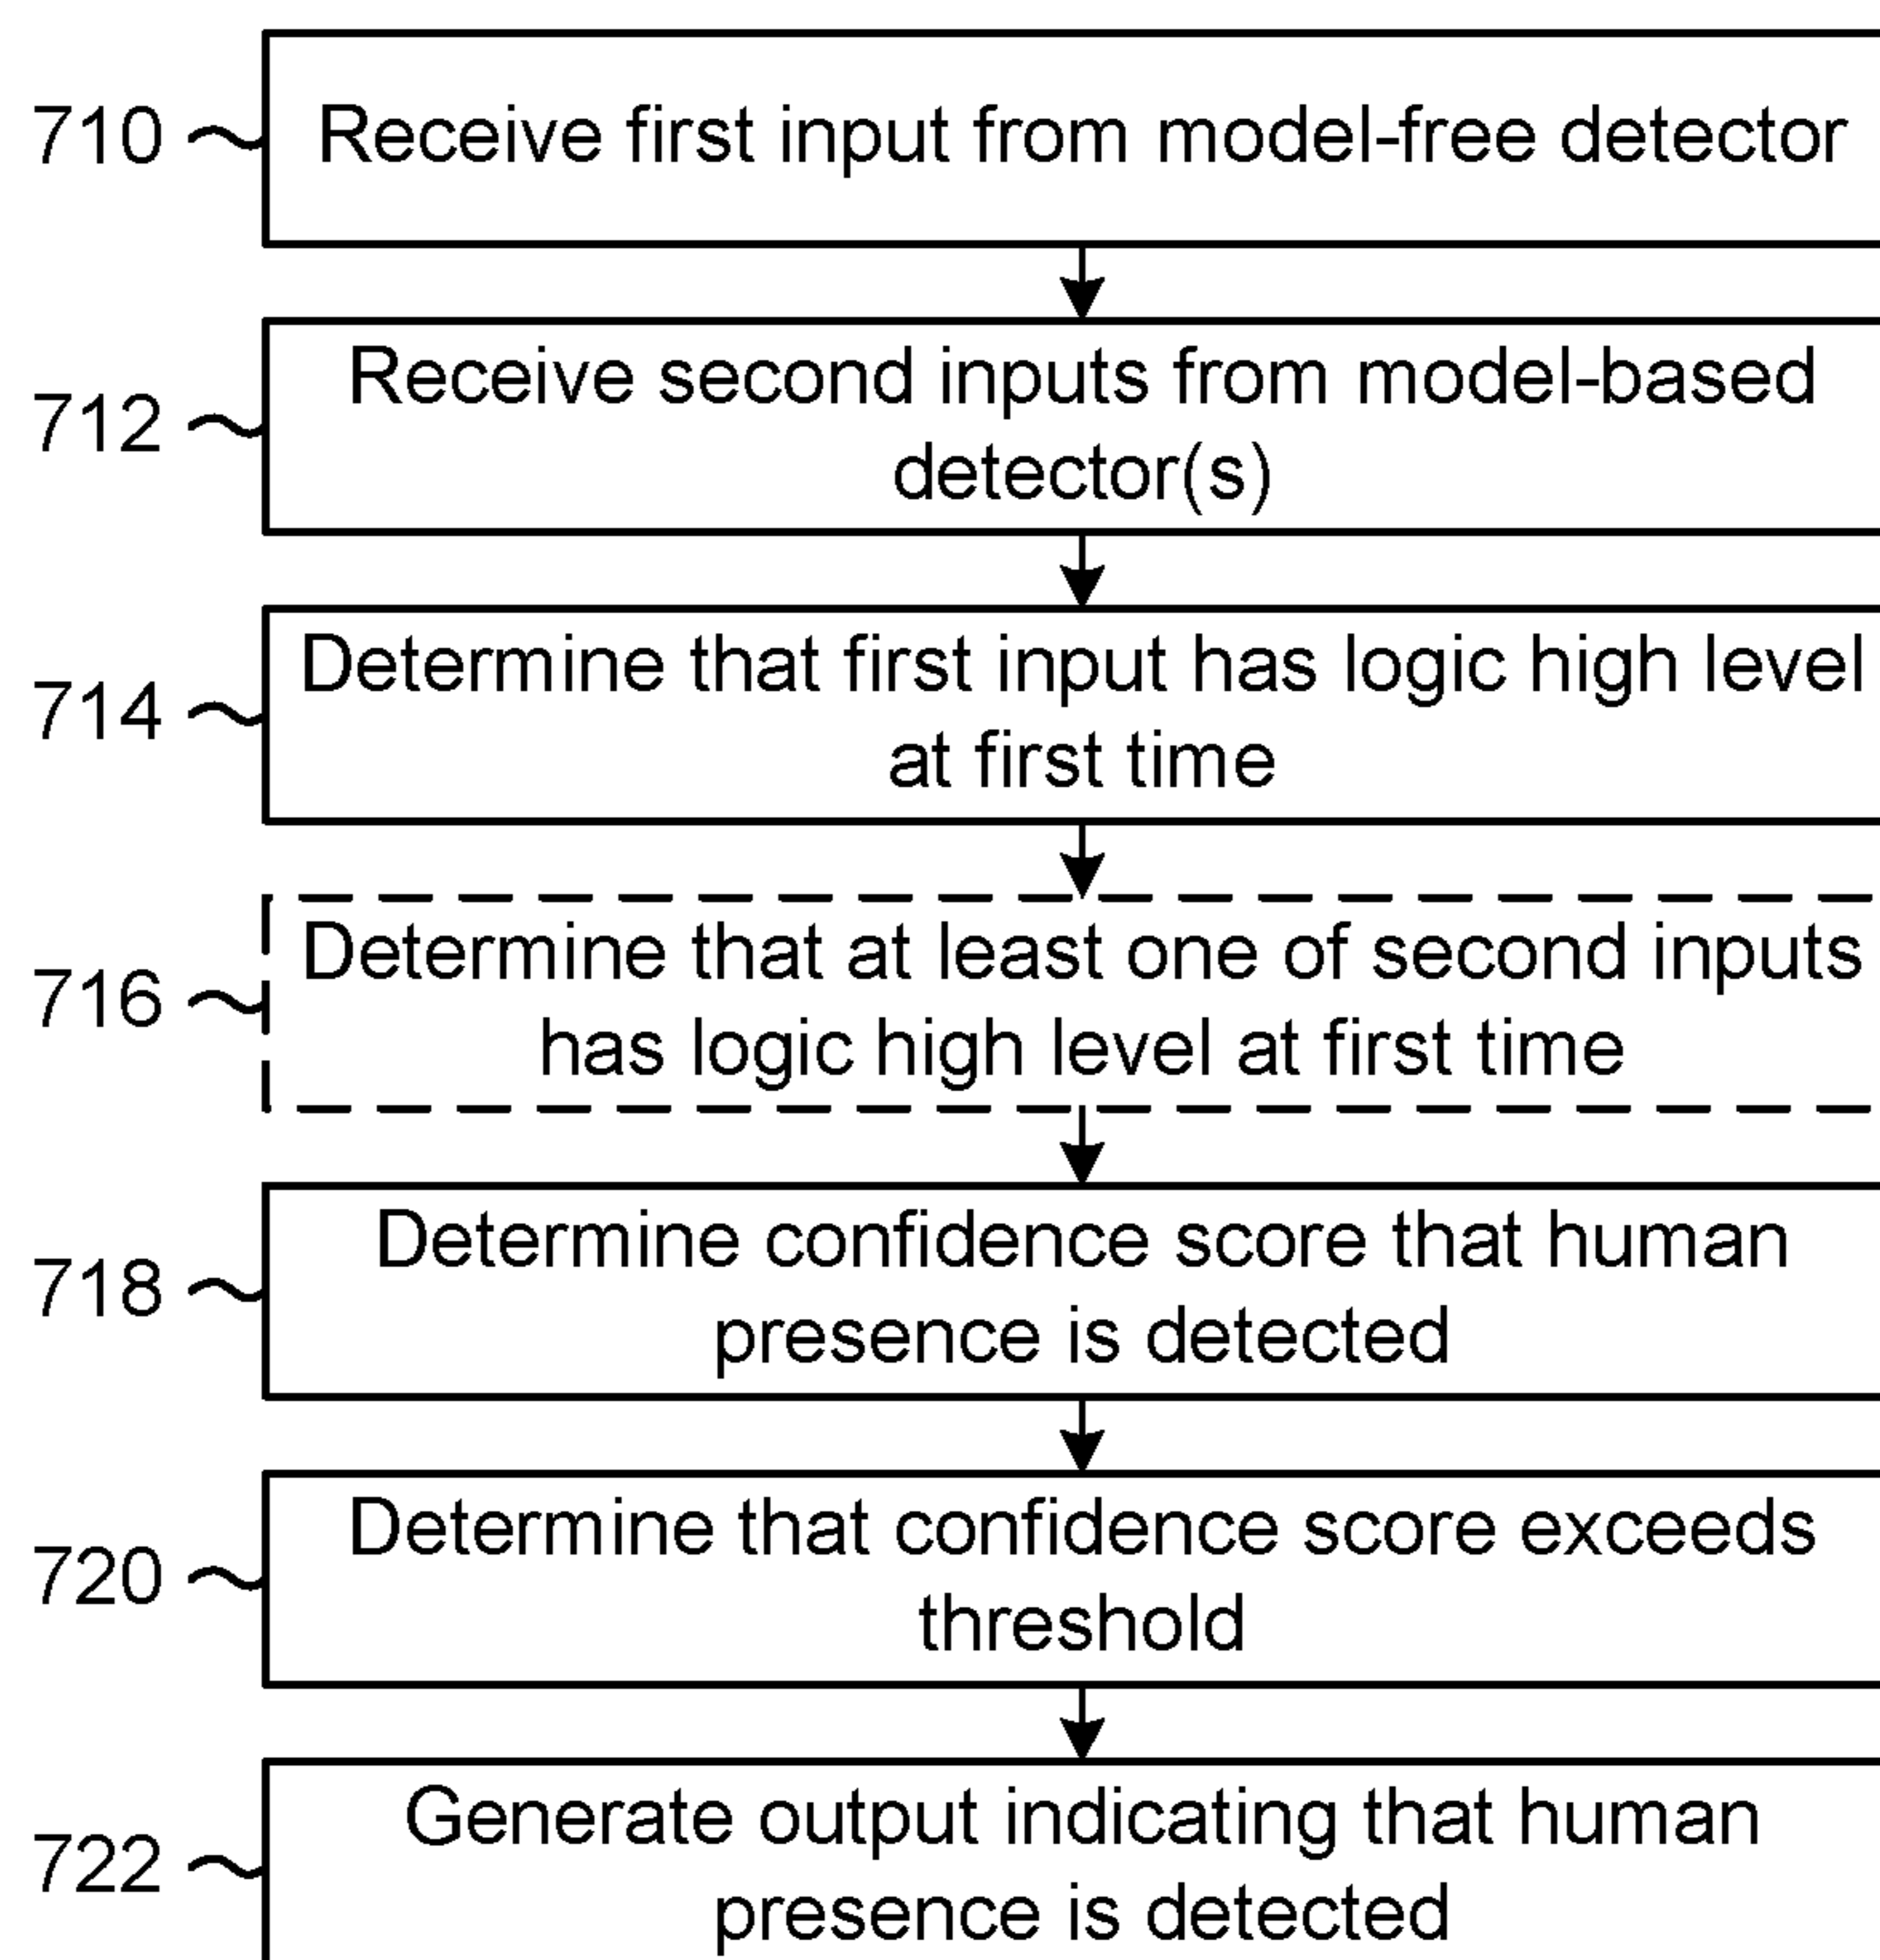 710
Receive first input from model-free detector
712
Receive second inputs from model-based
detector(s)
714
Determine that first input has logic high level
at first time
716
Determine that at least one of second inputs
has logic high level at first time
718
Determine confidence score that human
presence is detected
720
Determine that confidence score exceeds
threshold
722
Generate output indicating that human
presence is detected